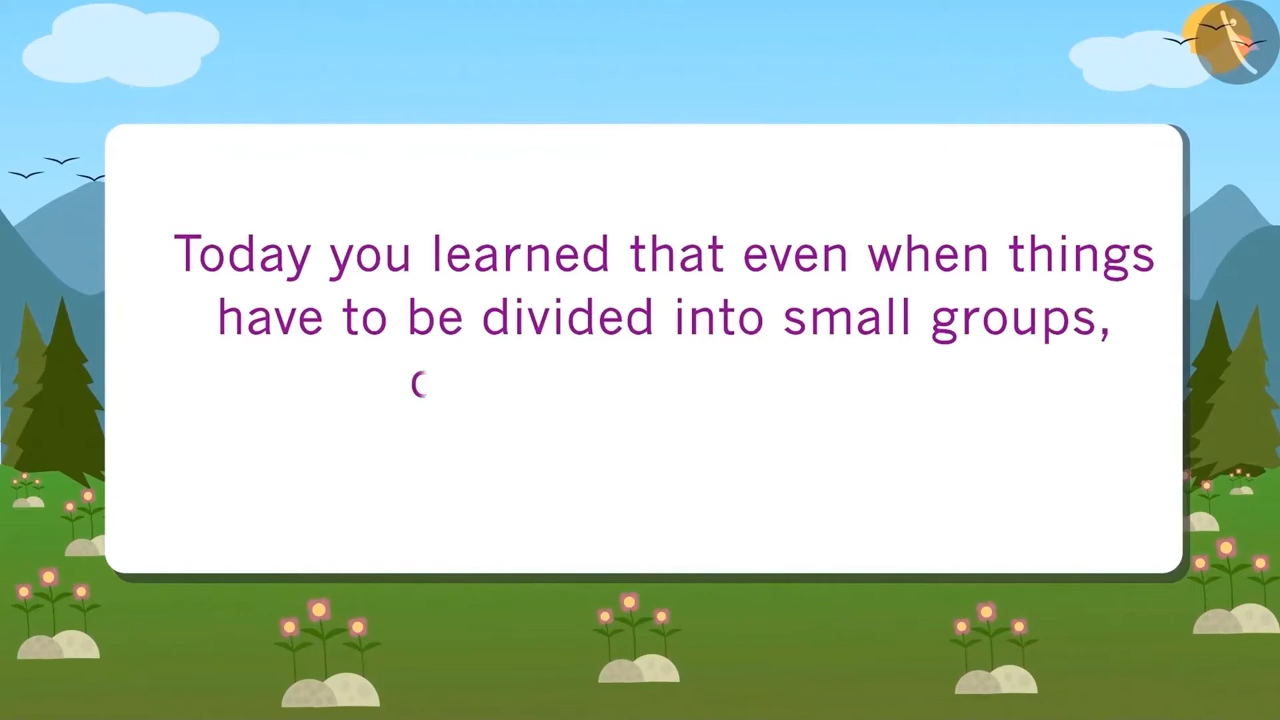 Today you learned that even when things
have to be divided into small groups,